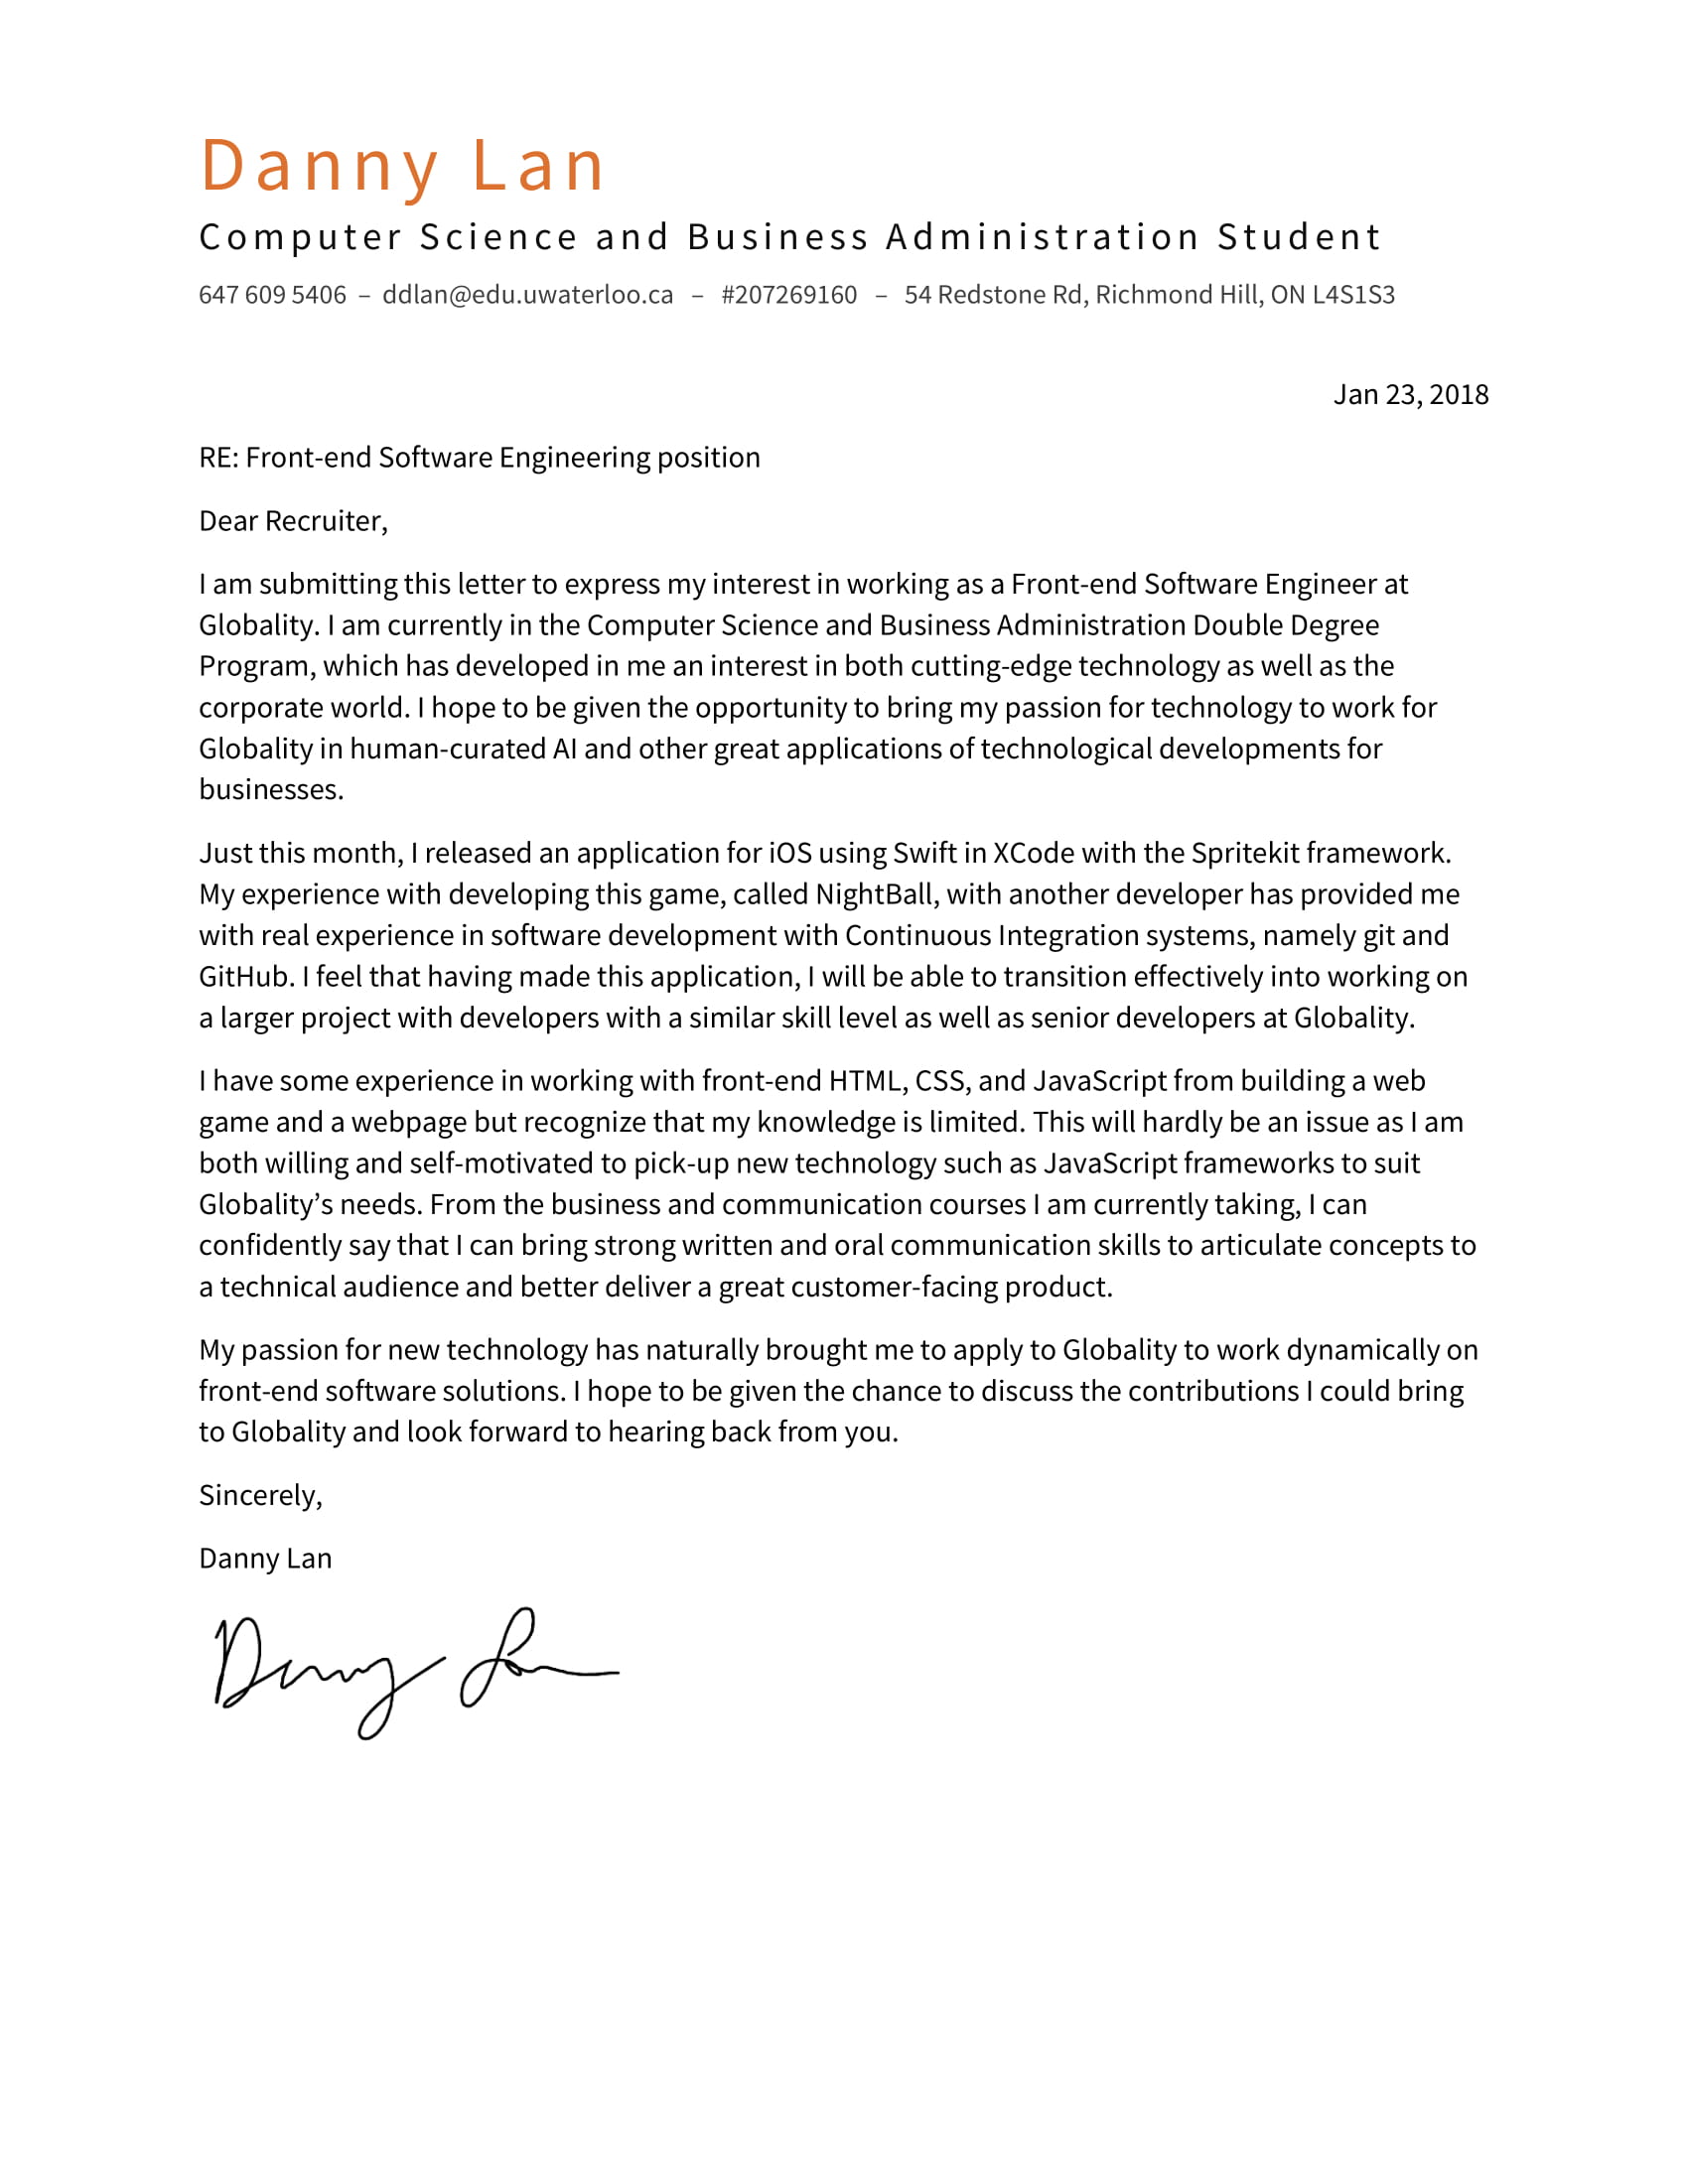 Danny Lan
Computer Science and Business Administration Student
647 609 5406 – ddlan@edu.uwaterloo.ca – #207269160 – 54 Redstone Rd, Richmond Hill, ON L4S1S3
Jan 23, 2018
RE: Front-end Software Engineering position
Dear Recruiter,
I am submitting this letter to express my interest in working as a Front-end Software Engineer at
Globality. I am currently in the Computer Science and Business Administration Double Degree
Program, which has developed in me an interest in both cutting-edge technology as well as the
corporate world. I hope to be given the opportunity to bring my passion for technology to work for
Globality in human-curated AI and other great applications of technological developments for
businesses.
Just this month, I released an application for iOS using Swift in XCode with the Spritekit framework.
My experience with developing this game, called NightBall, with another developer has provided me
with real experience in software development with Continuous Integration systems, namely git and
GitHub. I feel that having made this application, I will be able to transition effectively into working on
a larger project with developers with a similar skill level as well as senior developers at Globality.
I have some experience in working with front-end HTML, CSS, and JavaScript from building a web
game and a webpage but recognize that my knowledge is limited. This will hardly be an issue as I am
both willing and self-motivated to pick-up new technology such as JavaScript frameworks to suit
Globality’s needs. From the business and communication courses I am currently taking, I can
confidently say that I can bring strong written and oral communication skills to articulate concepts to
a technical audience and better deliver a great customer-facing product.
My passion for new technology has naturally brought me to apply to Globality to work dynamically on
front-end software solutions. I hope to be given the chance to discuss the contributions I could bring
to Globality and look forward to hearing back from you.
Sincerely,
Danny Lan
Danny Lan